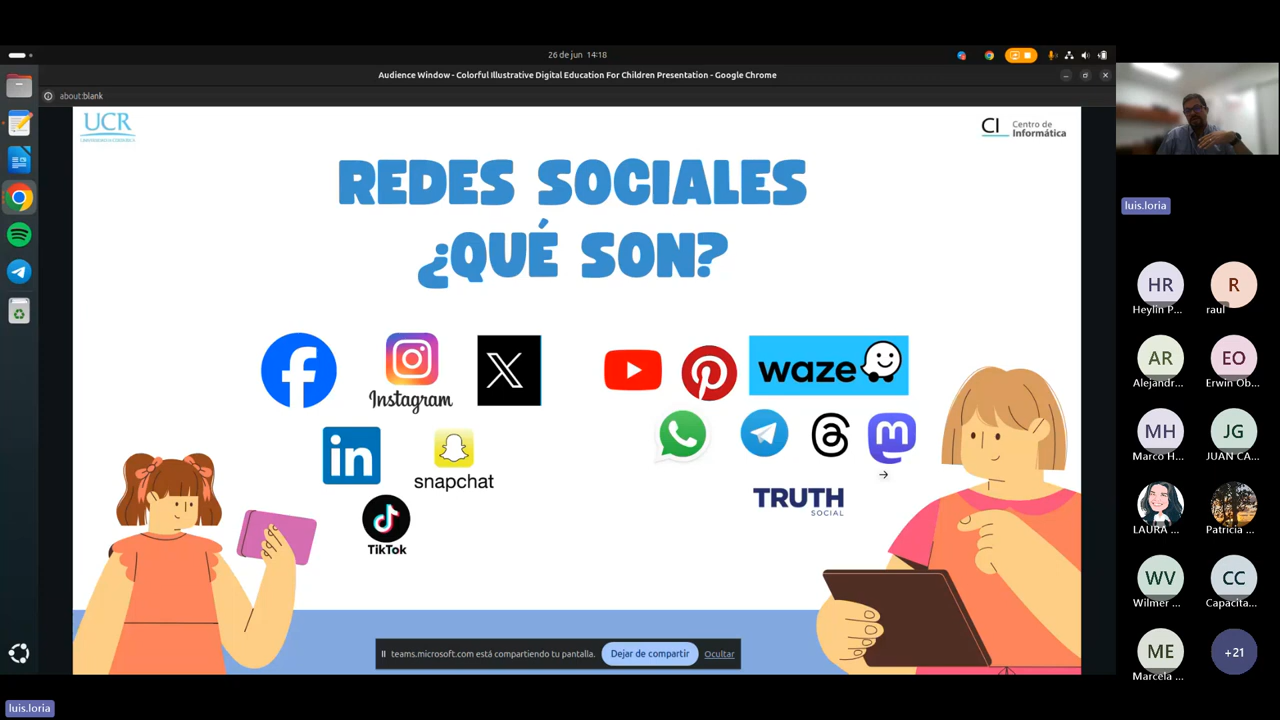 26 de jun 14:18
Audience Window - Colorful Illustrative Digital Education For Children Presentation - Google Chrome
about:blank
UCR
CI Centro de
Informática
REDES SOCIALES
¿QUÉ SON?
Instagram
waze
in
snapchat
TRUTH
SOCIAL
TikTok
teams.microsoft.com está compartiendo tu pantalla.
Dejar de compartir
Ocultar
luis.loria
HR
R
Heylin P...
raul
AR
EO
Alejandr...
Erwin Ob...
MH
JG
Marco H...
JUAN CA...
LAURA ...
Patricia ...
WV
CC
Wilmer ...
Capacita...
ME
+21
Marcela ...
luis.loria